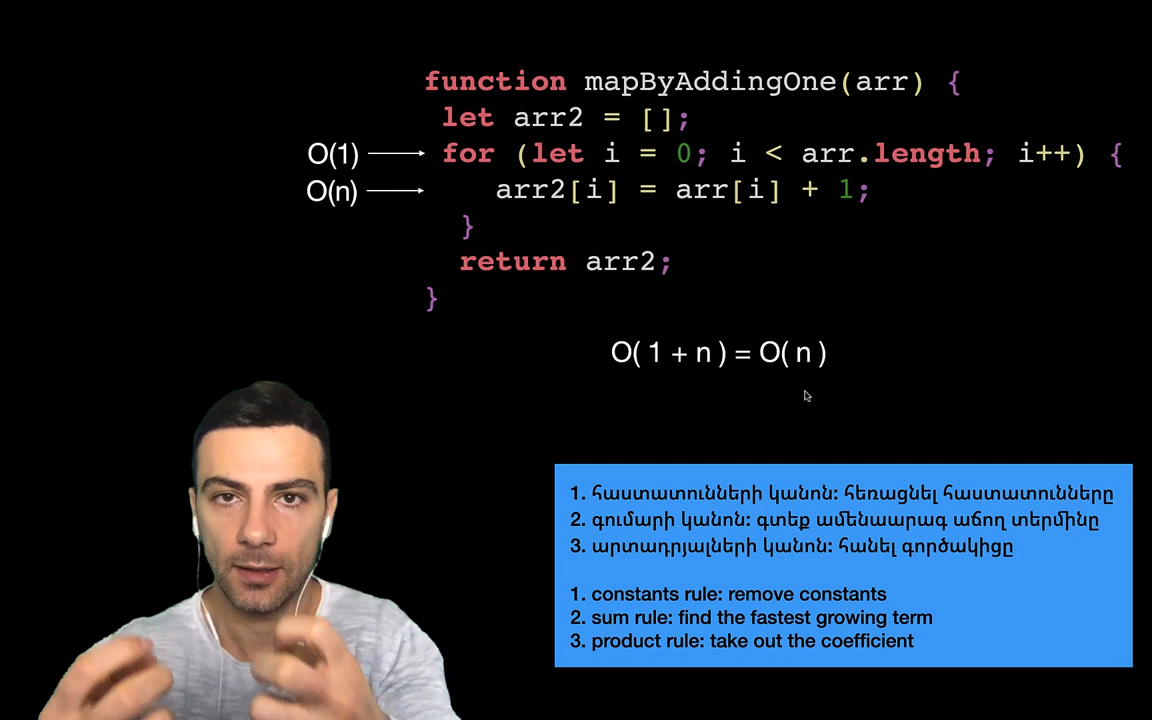 function mapByAddingOne(arr) {
let arr2 = [];
O(1) for (let i = 0; i < arr.length; i++) {
O(n) arr2[i] = arr[i] + 1;
}
return arr2;
}
O( 1 + n ) = O( n )
1. հաստատունների կանոն: հեռացնել հաստատունները
2. գումարի կանոն: գտեք ամենաարագ աճող տերմինը
3. արտադրյալների կանոն: հանել գործակիցը
1. constants rule: remove constants
2. sum rule: find the fastest growing term
3. product rule: take out the coefficient